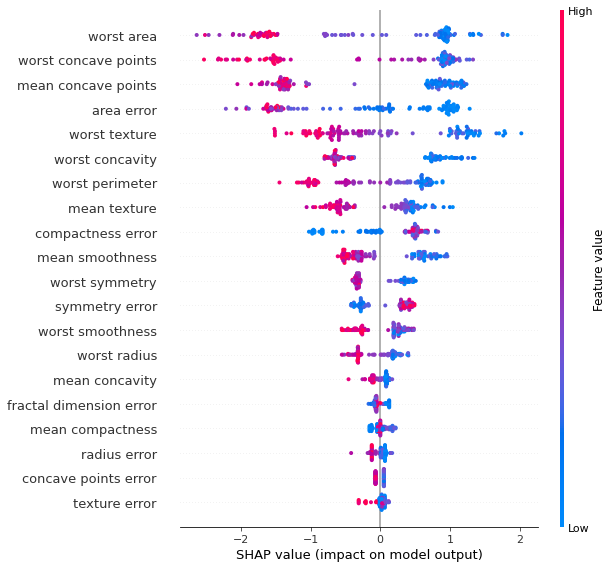 High
worst area
worst concave points
mean concave points
area error
worst texture
worst concavity
worst perimeter
mean texture
compactness error
mean smoothness
worst symmetry
symmetry error
worst smoothness
worst radius
mean concavity
fractal dimension error
mean compactness
radius error
concave points error
texture error
Feature value
Low
−2 −1 0 1 2
SHAP value (impact on model output)